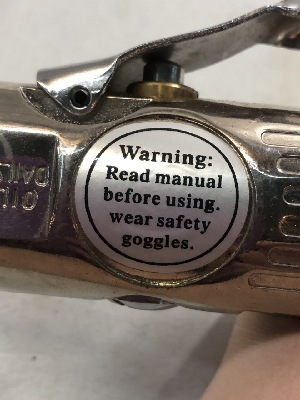 Warning:
Read manual
before using.
wear safety
goggles.